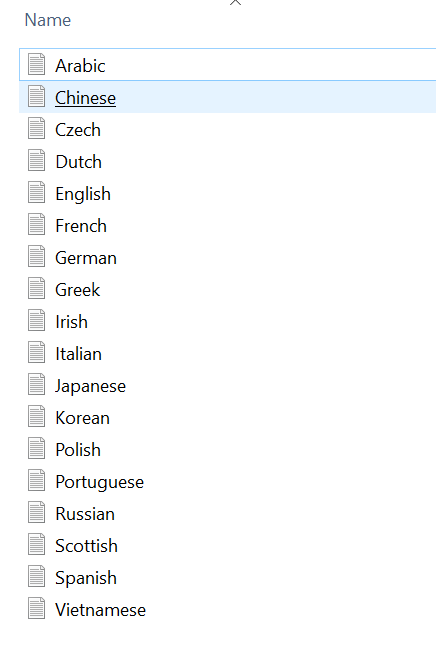 Name
Arabic
Chinese
Czech
Dutch
English
French
German
Greek
Irish
Italian
Japanese
Korean
Polish
Portuguese
Russian
Scottish
Spanish
Vietnamese